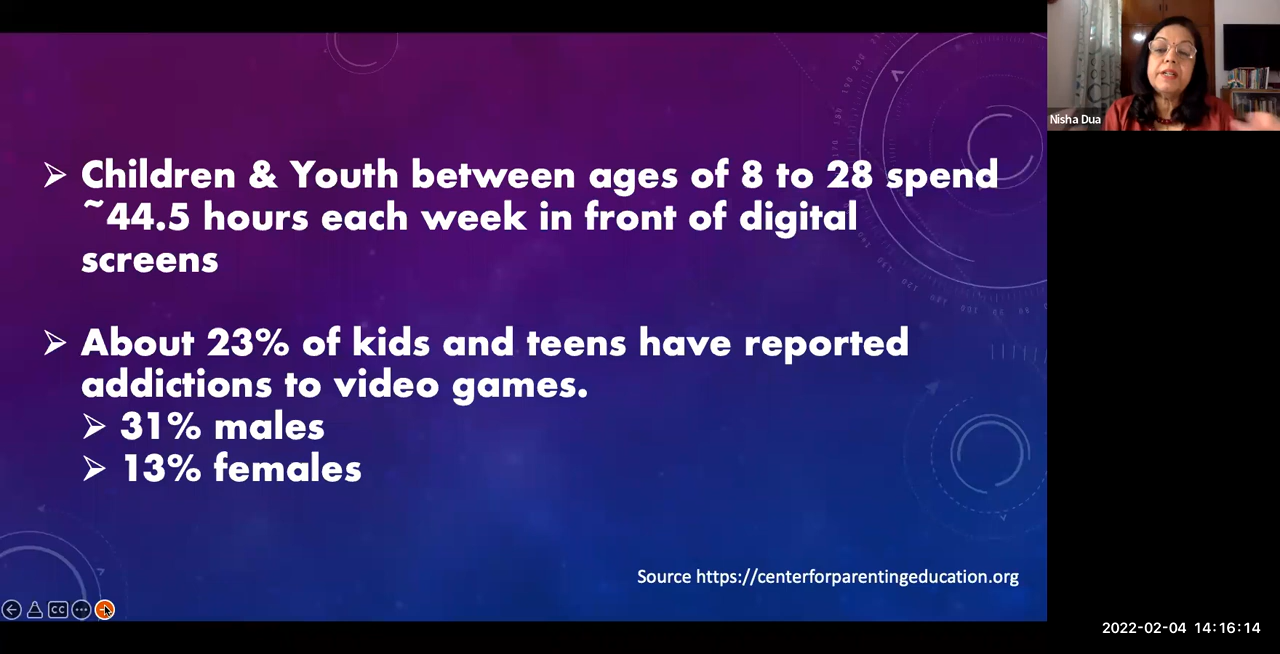 ➢ Children & Youth between ages of 8 to 28 spend
~44.5 hours each week in front of digital
screens
➢ About 23% of kids and teens have reported
addictions to video games.
➢ 31% males
➢ 13% females
Source https://centerforparentingeducation.org
Nisha Dua
CC
2022-02-04 14:16:14